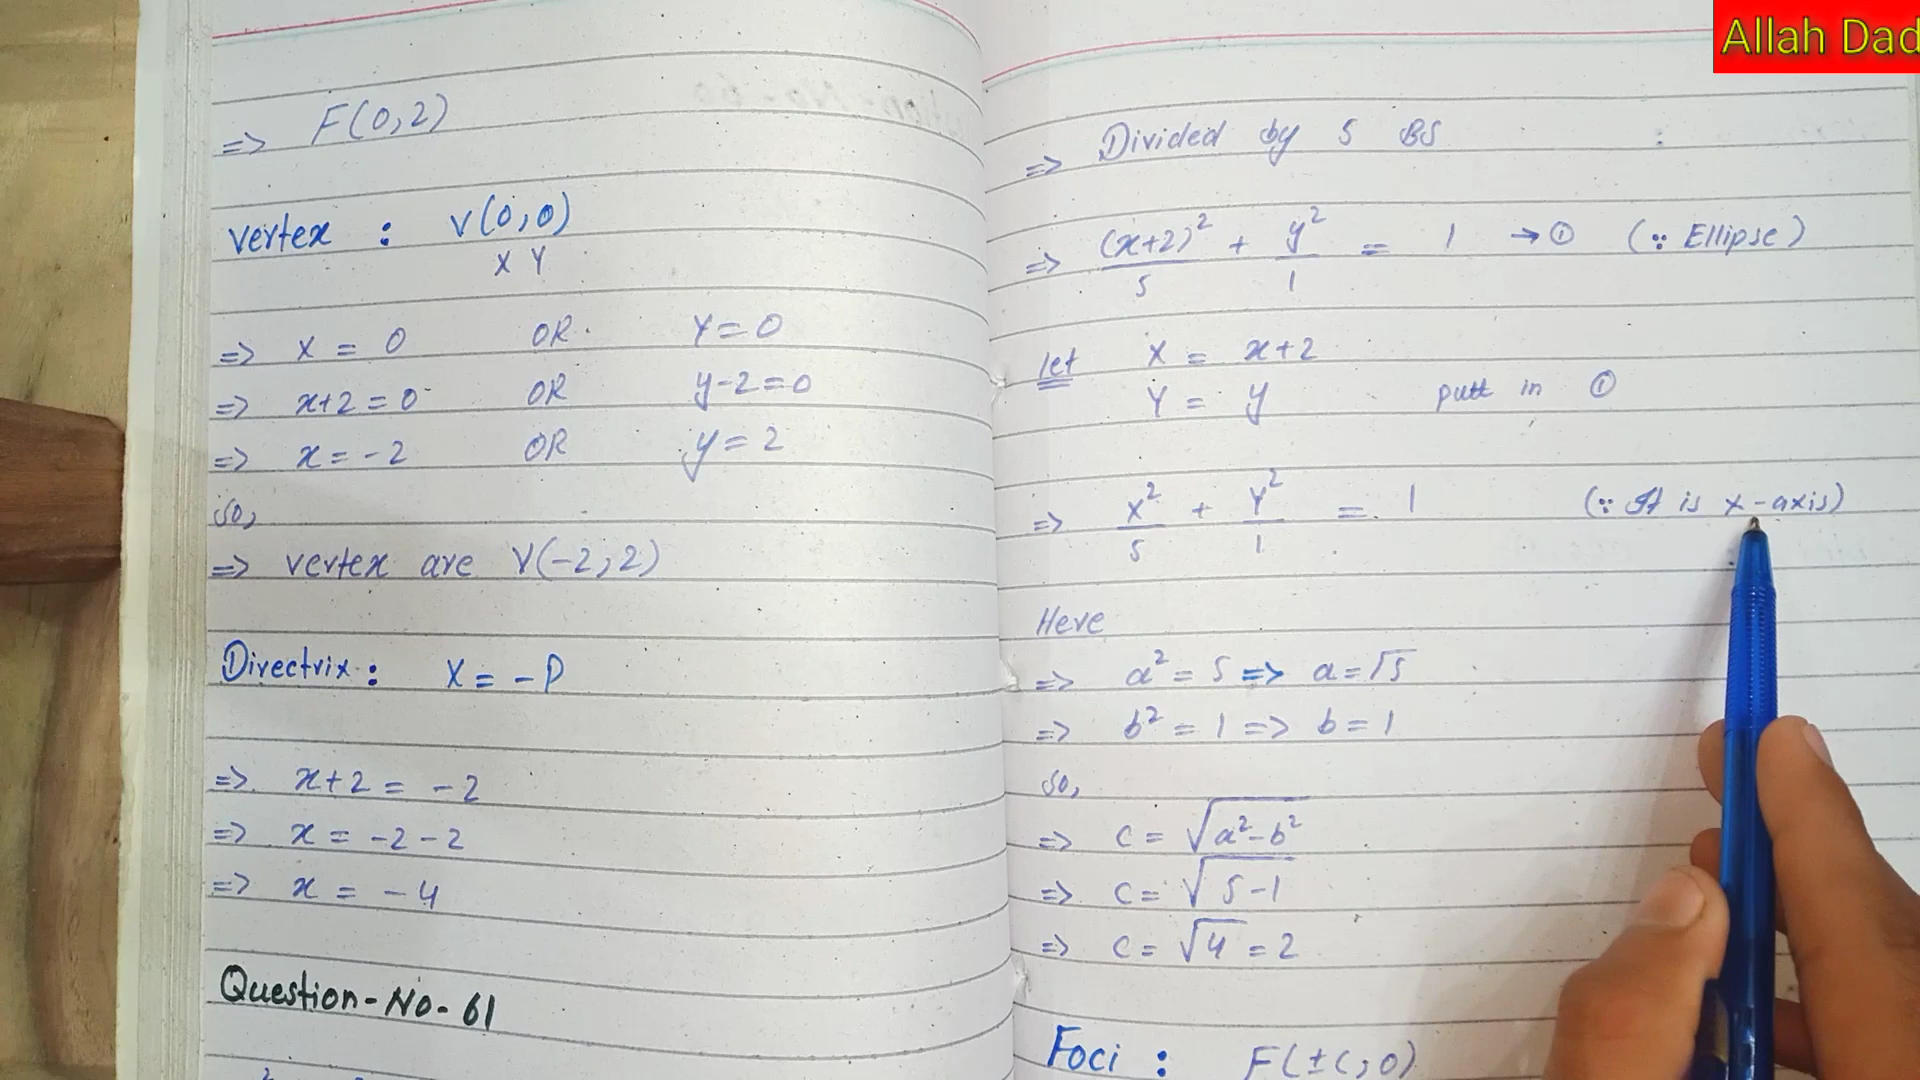 Allah Dad
=> F(0,2)
vertex : V(0,0)
X Y
=> X = 0 OR Y = 0
=> x+2 = 0 OR y-2 = 0
=> x = -2 OR y = 2
so,
=> vertex are V(-2,2)
Directrix : X = -P
=> x+2 = -2
=> x = -2-2
=> x = -4
Question-No-61
=> Divided by 5 BS :
=> (x+2)²/5 + y²/1 = 1 → ① (∵ Ellipse)
let X = x+2
Y = y putt in ①
=> X²/5 + Y²/1 = 1 (∵ It is x-axis)
Here
=> a² = 5 => a = √5
=> b² = 1 => b = 1
so,
=> c = √a²-b²
=> c = √5-1
=> c = √4 = 2
Foci : F(±c,0)